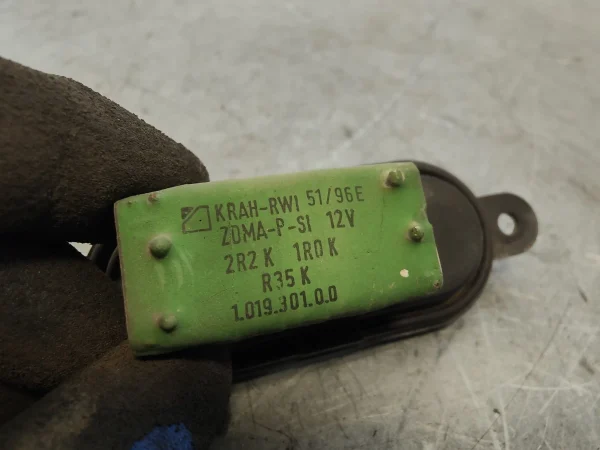 KRAH-RWI 51/96E
ZDMA-P-SI 12V
2R2 K 1R0 K
R35 K
1.019.301.0.0